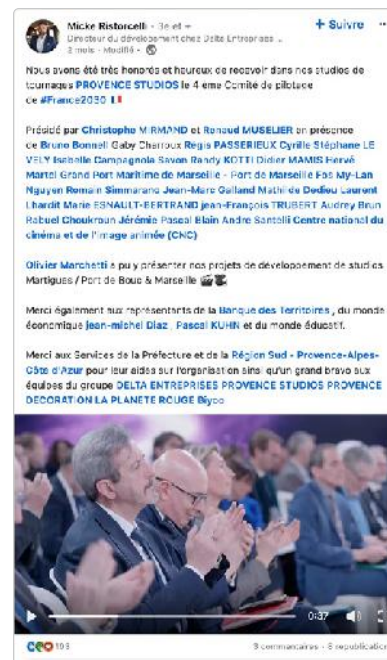 Micke Ristorcelli · 3e et +
+ Suivre
Directeur du développement chez Delta Entreprises ...
2 mois · Modifié ·
Nous avons été très honorés et heureux de recevoir dans nos studios de
tournages PROVENCE STUDIOS le 4 eme Comité de pilotage
de #France2030
Présidé par Christophe MIRMAND et Renaud MUSELIER en présence
de Bruno Bonnell Gaby Charroux Régis PASSERIEUX Cyrille Stéphane LE
VELY Isabelle Campagnola Savon Randy KOTTI Didier MAMIS Hervé
Martel Grand Port Maritime de Marseille - Port de Marseille Fos My-Lan
Nguyen Romain Simmarano Jean-Marc Galland Mathilde Dedieu Laurent
Lhardit Marie ESNAULT-BERTRAND jean-François TRUBERT Audrey Brun
Rabuel Choukroun Jérémie Pascal Blain Andre Santelli Centre national du
cinéma et de l'image animée (CNC)
Olivier Marchetti a pu y présenter nos projets de développement de studios
Martigues / Port de Bouc & Marseille
Merci également aux représentants de la Banque des Territoires , du monde
économique jean-michel Diaz , Pascal KUHN et du monde éducatif.
Merci aux Services de la Préfecture et de la Région Sud - Provence-Alpes-
Côte d'Azur pour leur aides sur l'organisation ainsi qu'un grand bravo aux
équipes du groupe DELTA ENTREPRISES PROVENCE STUDIOS PROVENCE
DECORATION LA PLANETE ROUGE Biyoo
0:37
193
commentaires · 8 republications